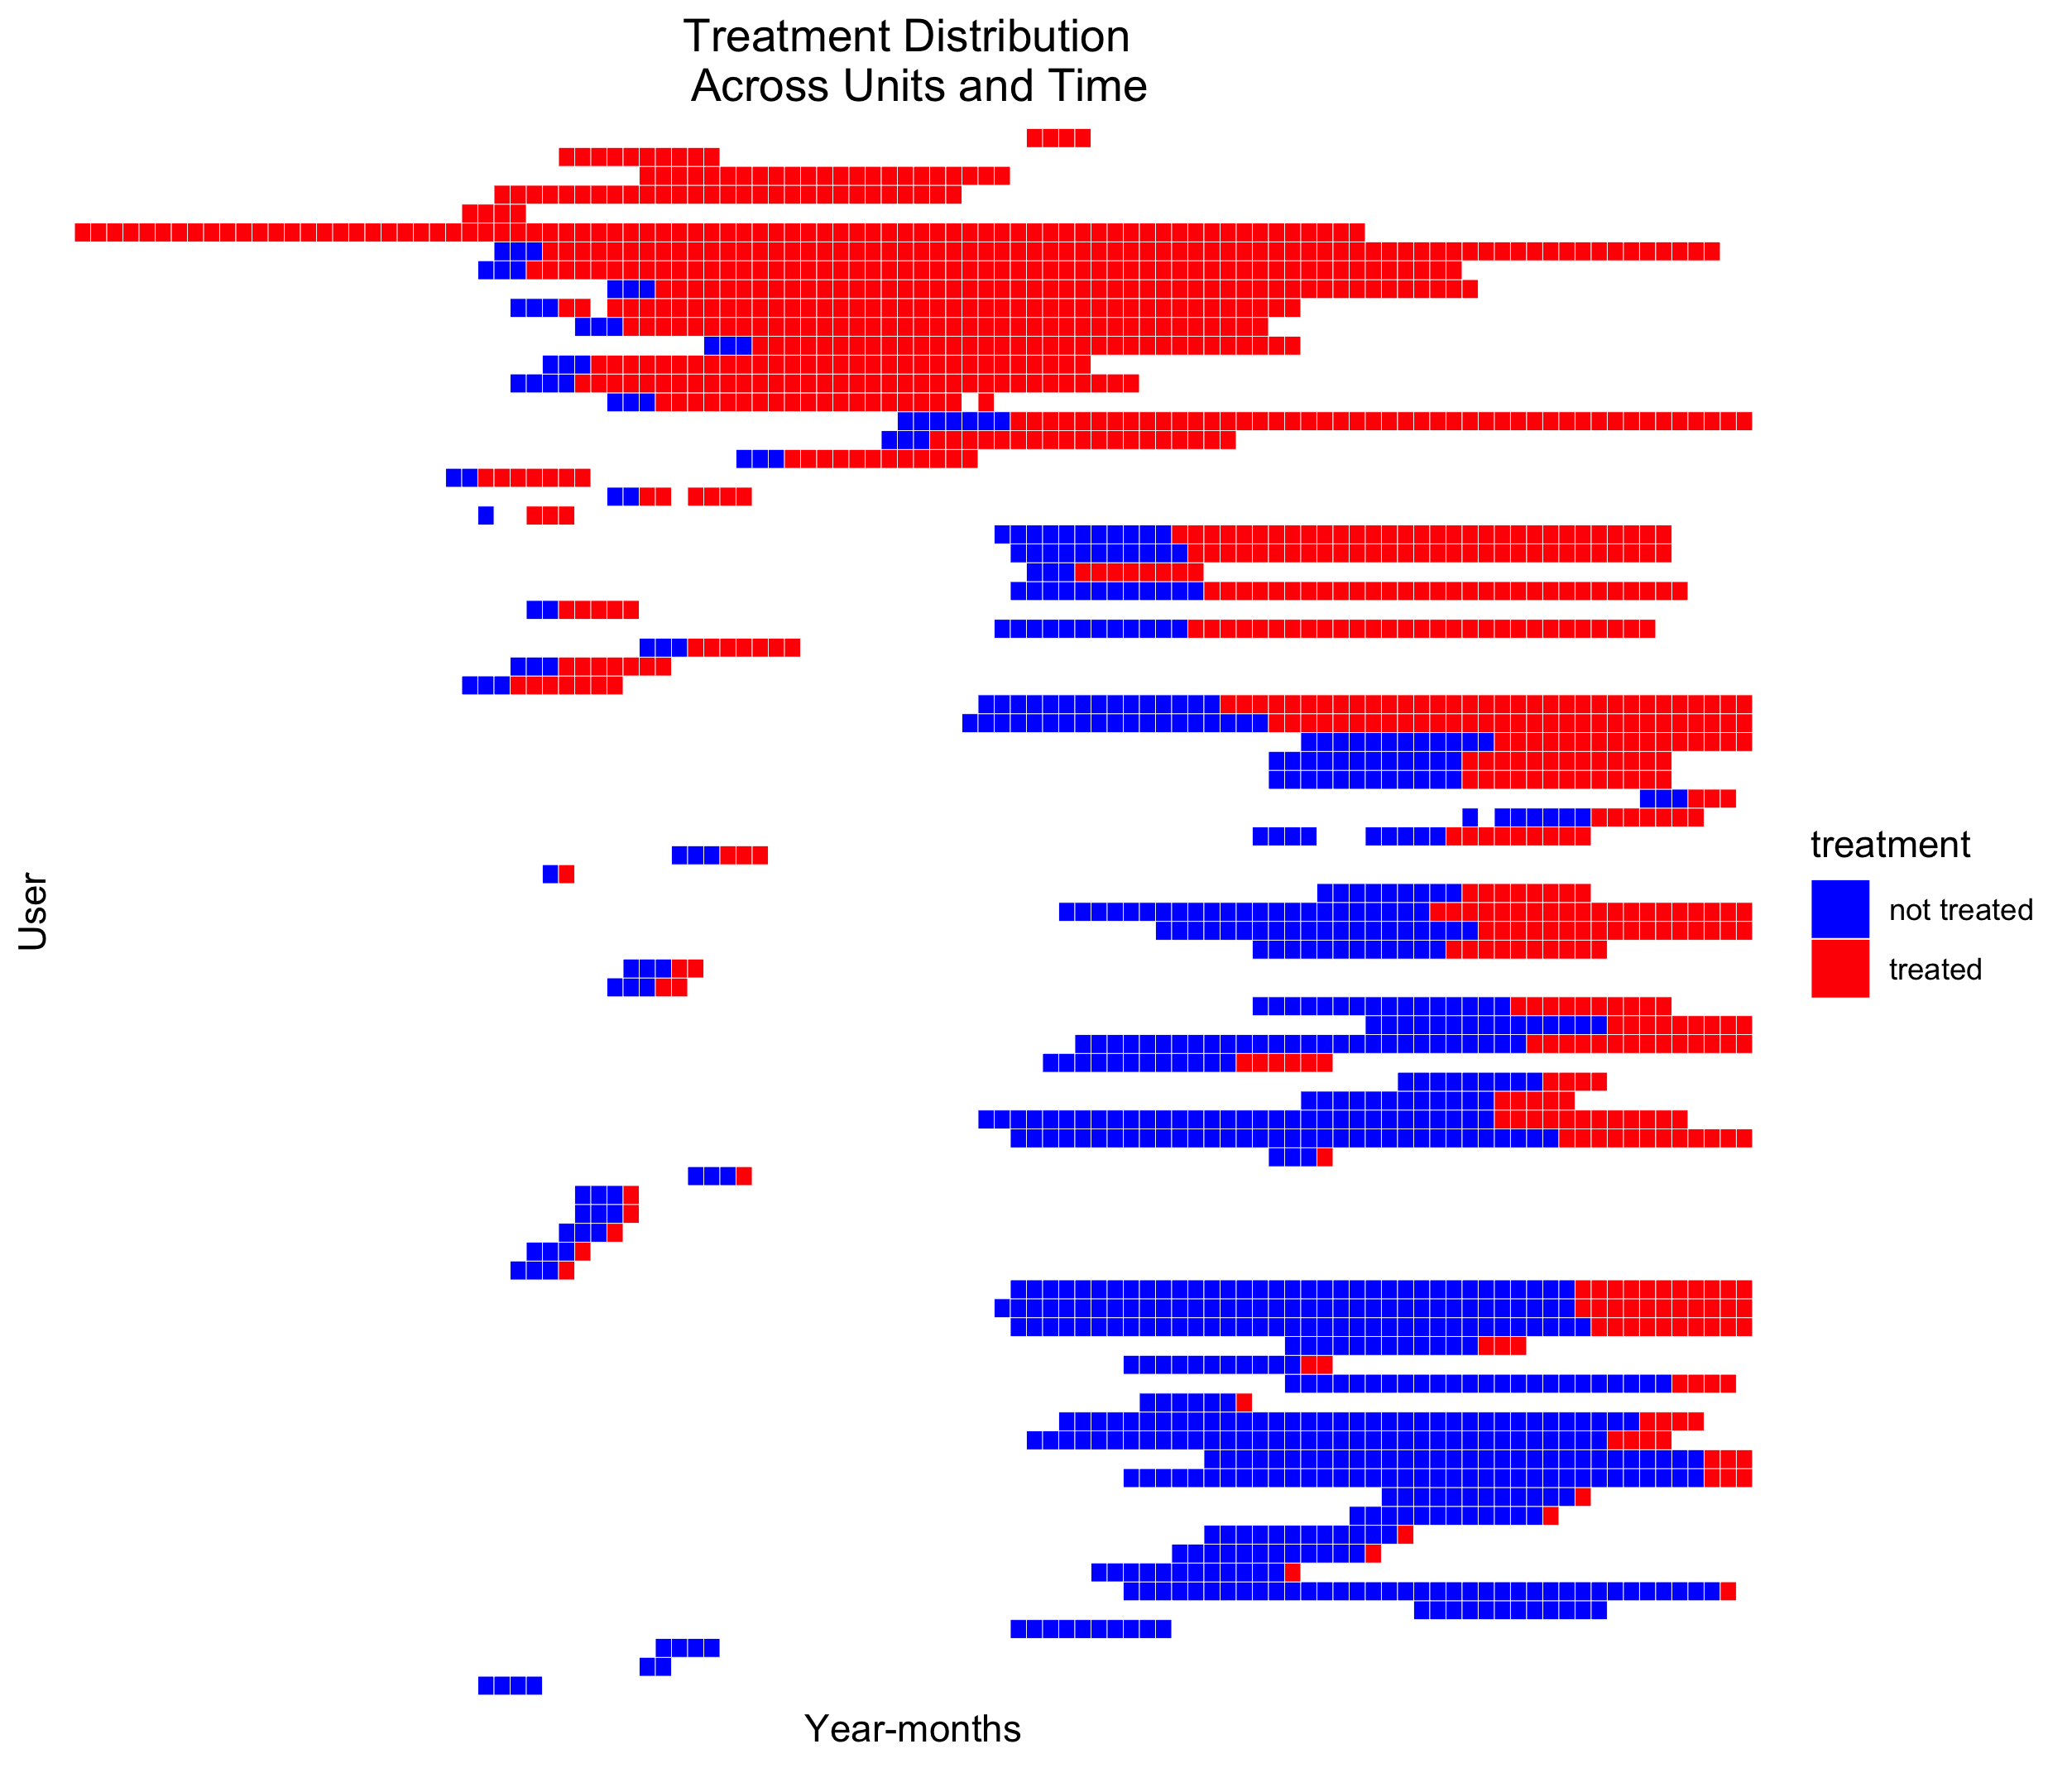 Treatment Distribution
Across Units and Time
User
treatment
not treated
treated
Year-months